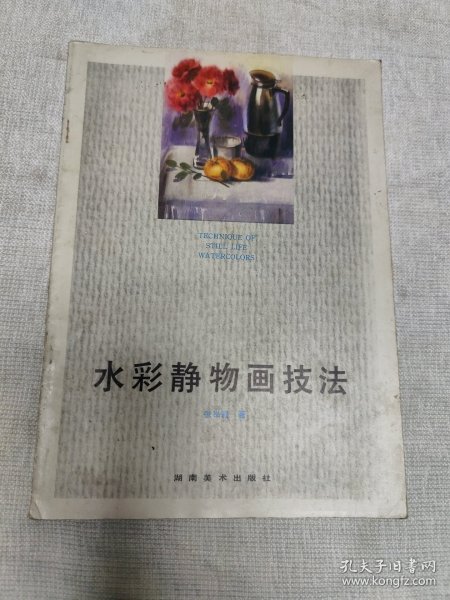 TECHNIQUE OF
STILL LIFE
WATERCOLORS
水彩静物画技法
著
湖南美术出版社
孔夫子旧书网
www.kongfz.com